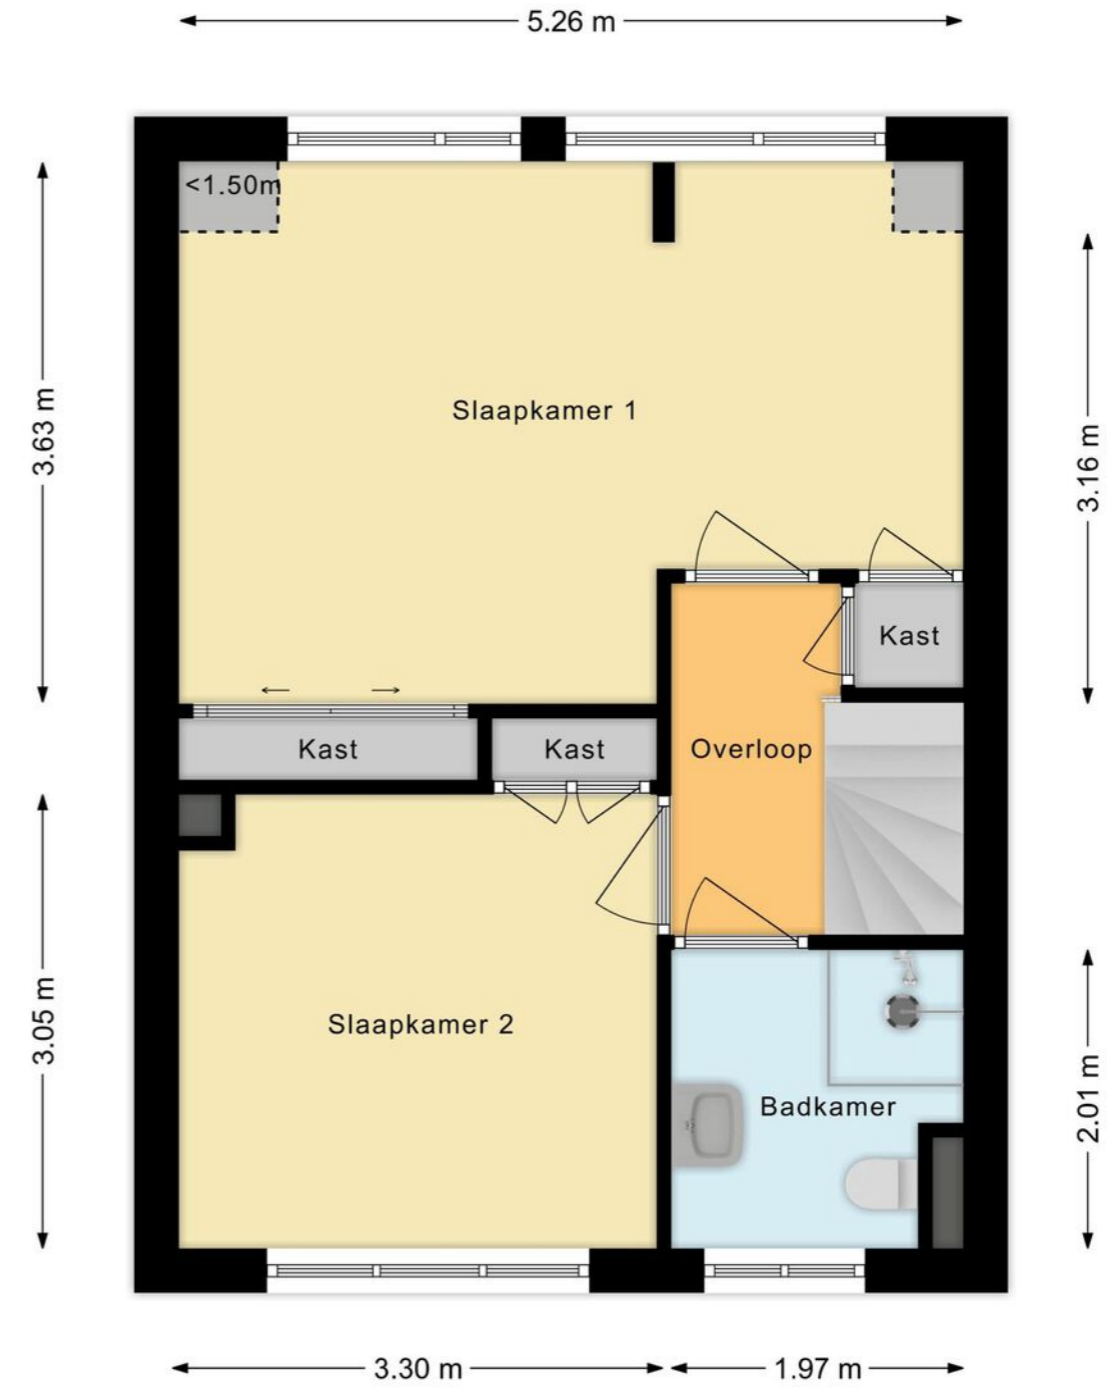 5.26 m
<1.50m
3.63 m
Slaapkamer 1
3.16 m
Kast
Kast
Kast
Overloop
3.05 m
Slaapkamer 2
Badkamer
2.01 m
3.30 m
1.97 m